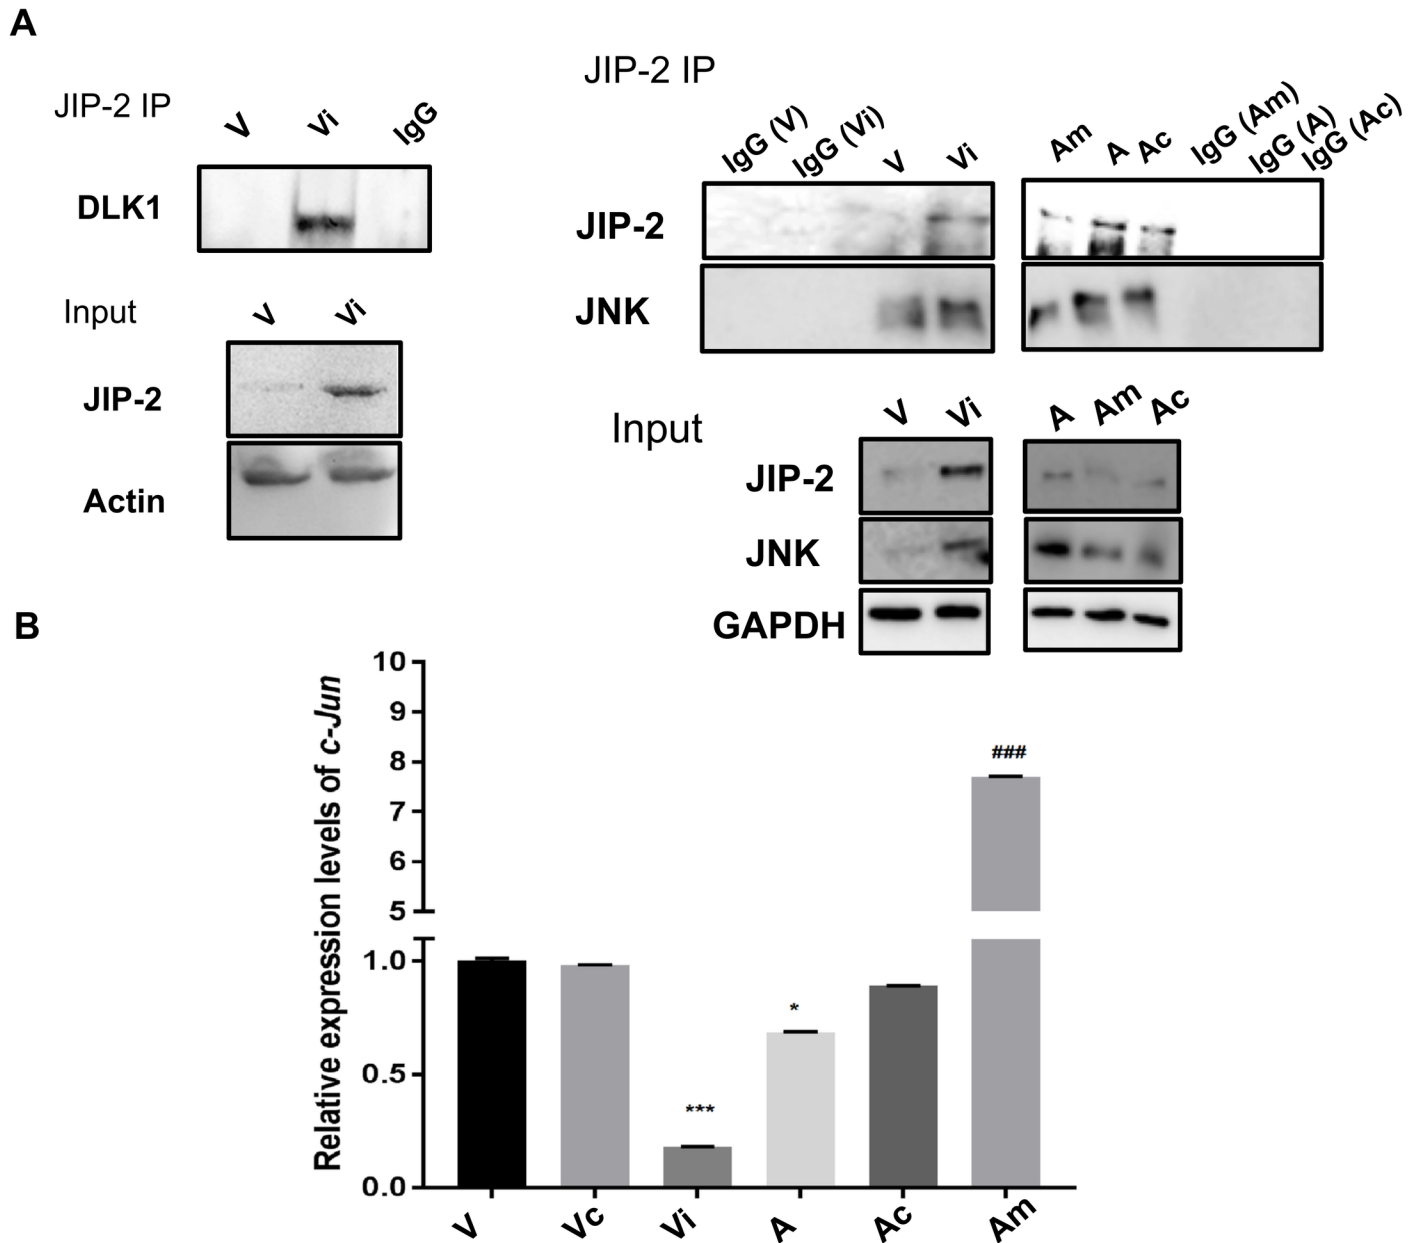 A
JIP-2 IP
V Vi IgG
DLK1
Input
V Vi
JIP-2
Actin
JIP-2 IP
IgG (V) IgG (Vi) V Vi Am A Ac IgG (Am) IgG (A) IgG (Ac)
JIP-2
JNK
Input
V Vi A Am Ac
JIP-2
JNK
GAPDH
B
Relative expression levels of c-Jun
10
9
8
7
6
5
1.0
0.5
0.0
###
*
***
V Vc Vi A Ac Am